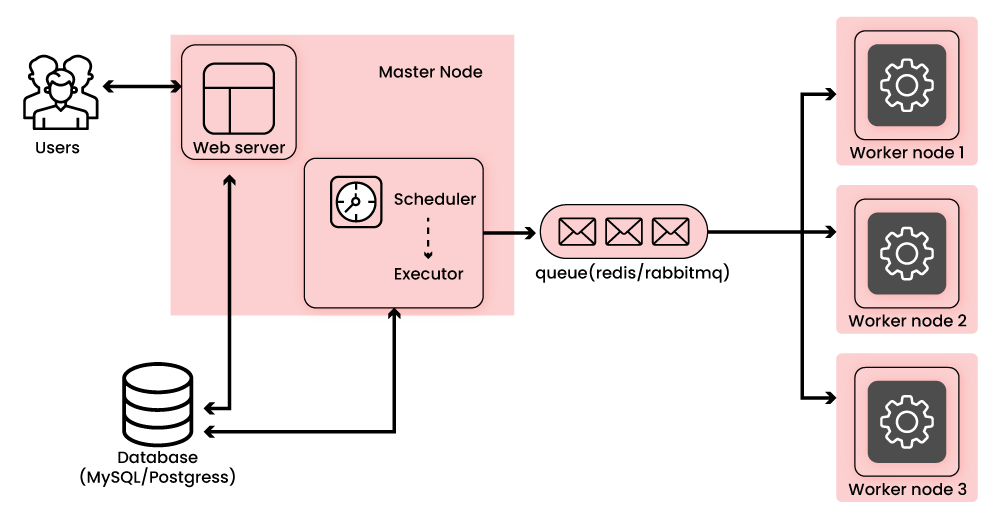 Master Node
Users
Web server
Scheduler
Executor
queue(redis/rabbitmq)
Worker node 1
Worker node 2
Worker node 3
Database
(MySQL/Postgress)